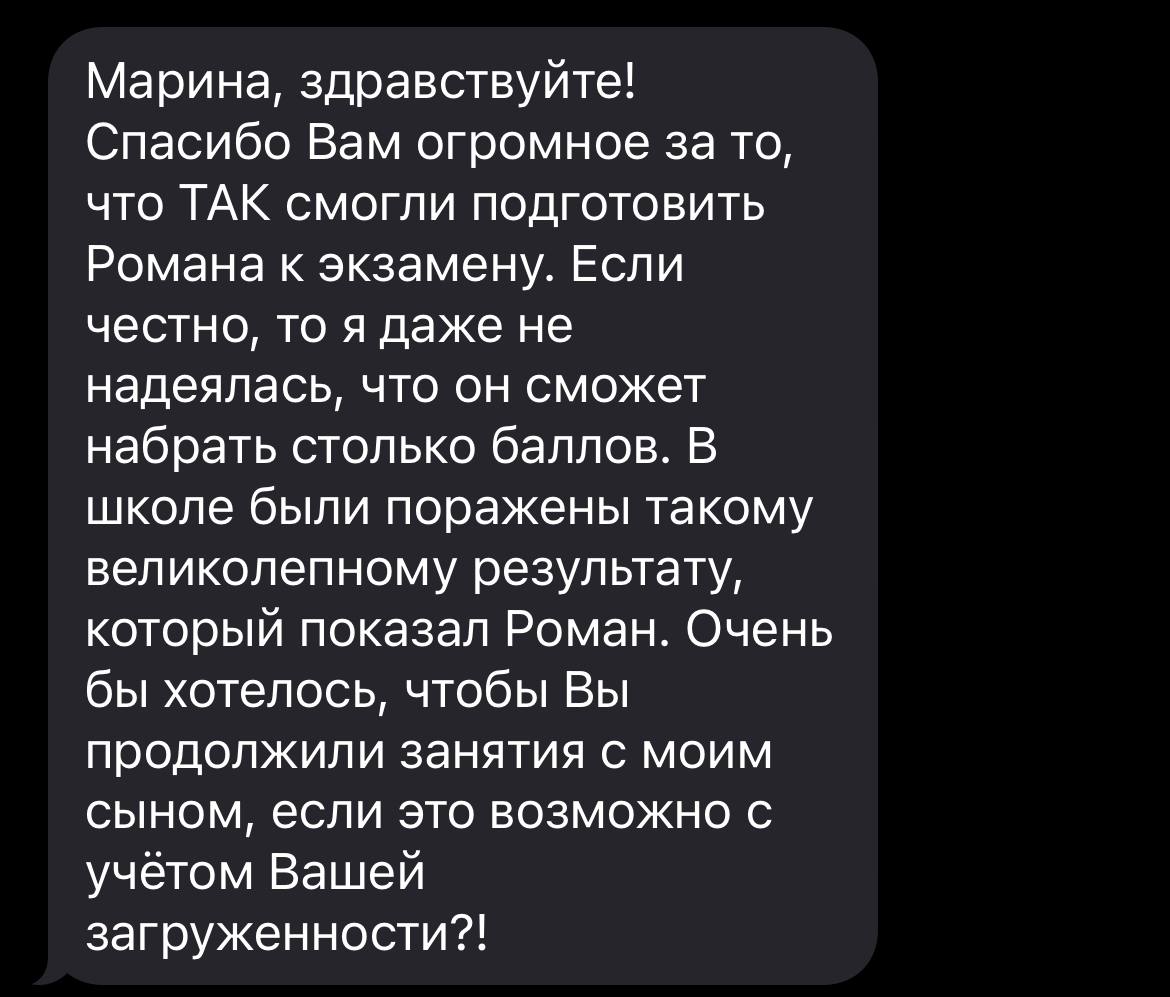 Марина, здравствуйте!
Спасибо Вам огромное за то,
что ТАК смогли подготовить
Романа к экзамену. Если
честно, то я даже не
надеялась, что он сможет
набрать столько баллов. В
школе были поражены такому
великолепному результату,
который показал Роман. Очень
бы хотелось, чтобы Вы
продолжили занятия с моим
сыном, если это возможно с
учётом Вашей
загруженности?!